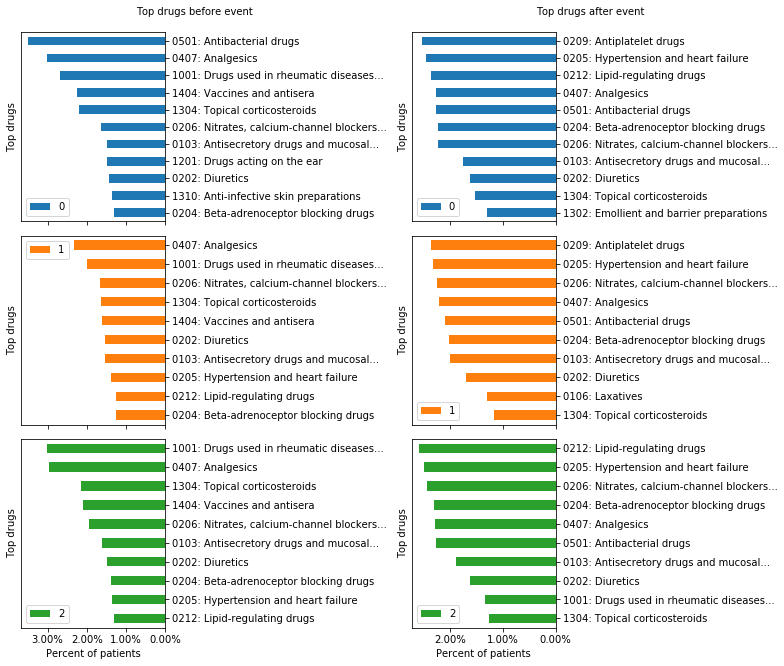 Top drugs before event
Top drugs
0501: Antibacterial drugs
0407: Analgesics
1001: Drugs used in rheumatic diseases...
1404: Vaccines and antisera
1304: Topical corticosteroids
0206: Nitrates, calcium-channel blockers...
0103: Antisecretory drugs and mucosal...
1201: Drugs acting on the ear
0202: Diuretics
1310: Anti-infective skin preparations
0204: Beta-adrenoceptor blocking drugs
0
Top drugs after event
Top drugs
0209: Antiplatelet drugs
0205: Hypertension and heart failure
0212: Lipid-regulating drugs
0407: Analgesics
0501: Antibacterial drugs
0204: Beta-adrenoceptor blocking drugs
0206: Nitrates, calcium-channel blockers...
0103: Antisecretory drugs and mucosal...
0202: Diuretics
1304: Topical corticosteroids
1302: Emollient and barrier preparations
0
Top drugs
1
0407: Analgesics
1001: Drugs used in rheumatic diseases...
0206: Nitrates, calcium-channel blockers...
1304: Topical corticosteroids
1404: Vaccines and antisera
0202: Diuretics
0103: Antisecretory drugs and mucosal...
0205: Hypertension and heart failure
0212: Lipid-regulating drugs
0204: Beta-adrenoceptor blocking drugs
Top drugs
0209: Antiplatelet drugs
0205: Hypertension and heart failure
0206: Nitrates, calcium-channel blockers...
0407: Analgesics
0501: Antibacterial drugs
0204: Beta-adrenoceptor blocking drugs
0103: Antisecretory drugs and mucosal...
0202: Diuretics
0106: Laxatives
1304: Topical corticosteroids
1
Top drugs
1001: Drugs used in rheumatic diseases...
0407: Analgesics
1304: Topical corticosteroids
1404: Vaccines and antisera
0206: Nitrates, calcium-channel blockers...
0103: Antisecretory drugs and mucosal...
0202: Diuretics
0204: Beta-adrenoceptor blocking drugs
0205: Hypertension and heart failure
0212: Lipid-regulating drugs
2
3.00% 2.00% 1.00% 0.00%
Percent of patients
Top drugs
0212: Lipid-regulating drugs
0205: Hypertension and heart failure
0206: Nitrates, calcium-channel blockers...
0204: Beta-adrenoceptor blocking drugs
0407: Analgesics
0501: Antibacterial drugs
0103: Antisecretory drugs and mucosal...
0202: Diuretics
1001: Drugs used in rheumatic diseases...
1304: Topical corticosteroids
2
2.00% 1.00% 0.00%
Percent of patients